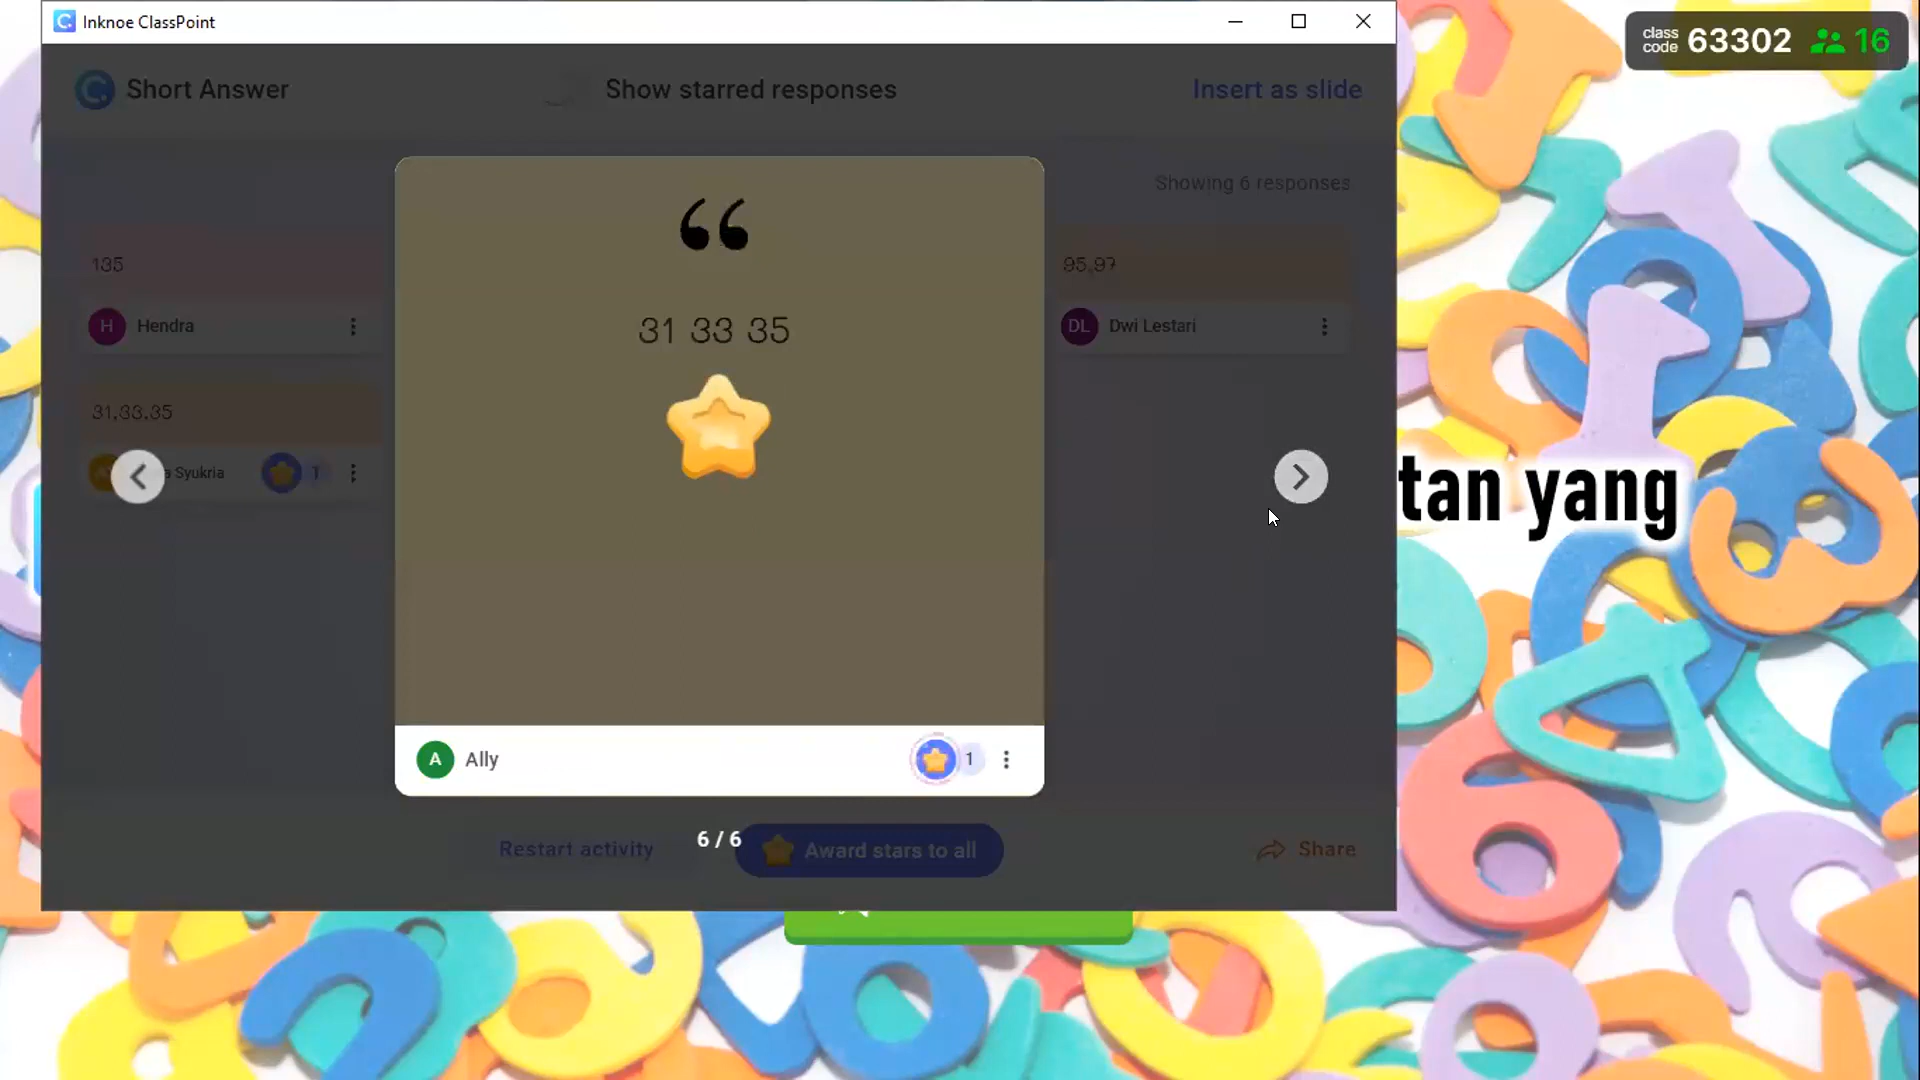 Inknoe ClassPoint
class code 63302 16
Short Answer
Show starred responses
Insert as slide
Showing 6 responses
135
H Hendra
31 33 35
95,97
DL Dwi Lestari
31,33,35
Syukria 1
tan yang
A Ally 1
Restart activity
6 / 6
Award stars to all
Share